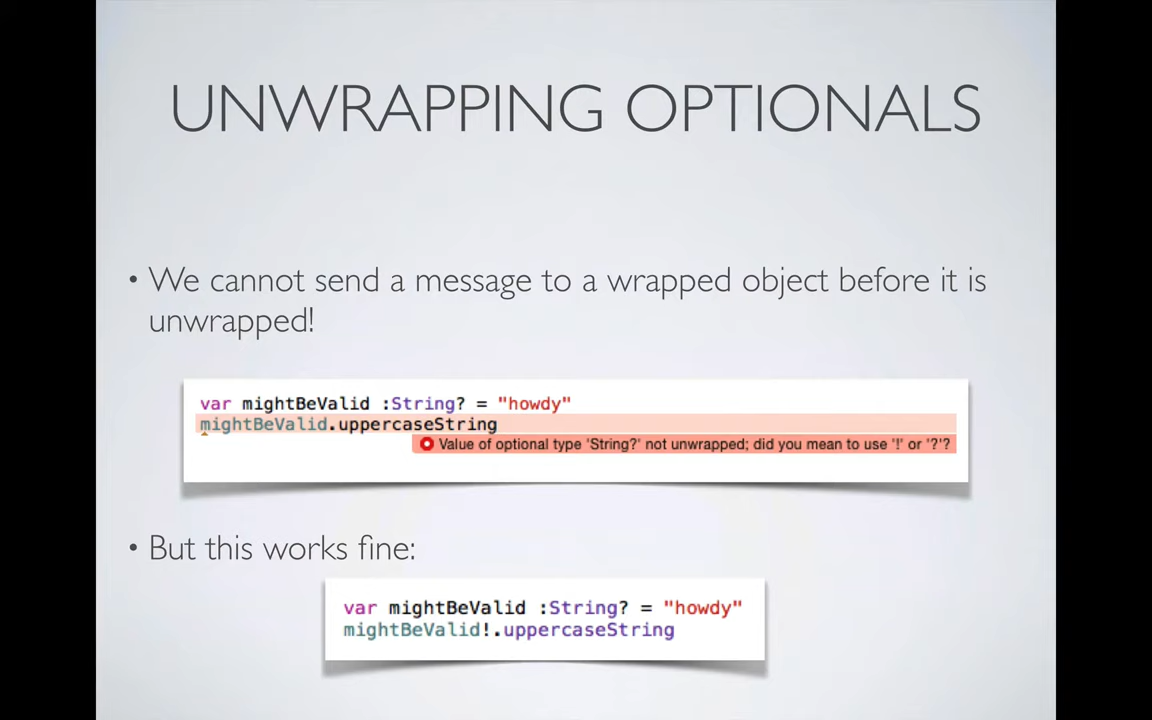 UNWRAPPING OPTIONALS
• We cannot send a message to a wrapped object before it is
unwrapped!
var mightBeValid :String? = "howdy"
mightBeValid.uppercaseString
Value of optional type 'String?' not unwrapped; did you mean to use '!' or '?'?
• But this works fine:
var mightBeValid :String? = "howdy"
mightBeValid!.uppercaseString